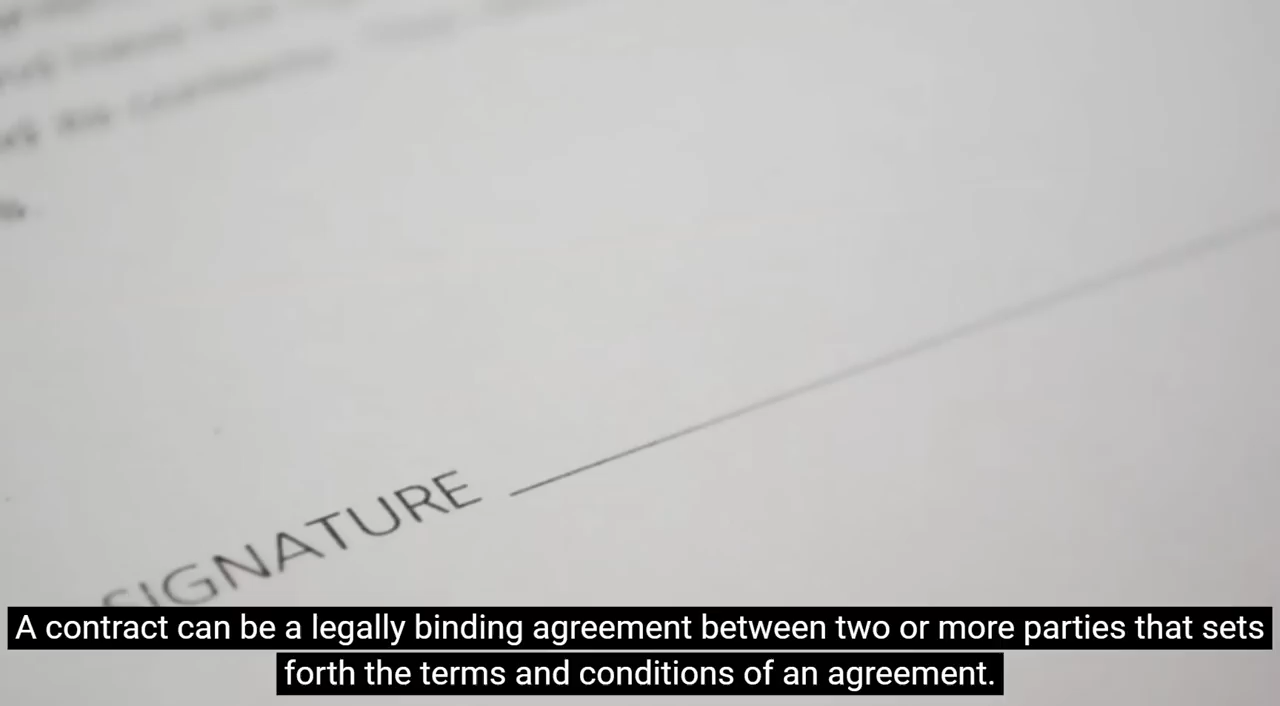 SIGNATURE
A contract can be a legally binding agreement between two or more parties that sets
forth the terms and conditions of an agreement.